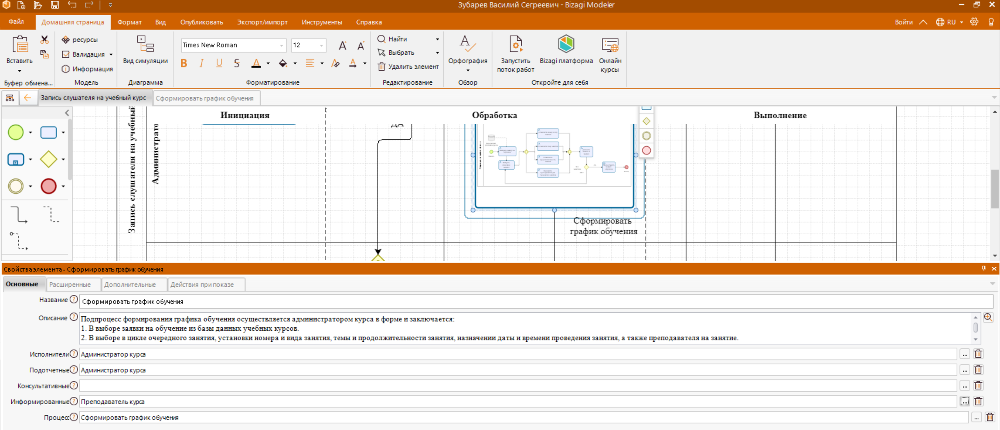 Зубарев Василий Сегреевич - Bizagi Modeler
Файл
Домашняя страница
Формат
Вид
Опубликовать
Экспорт/импорт
Инструменты
Справка
Войти
RU
Вставить
Буфер обмена...
ресурсы
Валидация
Информация
Модель
Вид симуляции
Диаграмма
Times New Roman
12
Форматирование
Найти
Выбрать
Удалить элемент
Редактирование
Орфография
Обзор
Запустить
поток работ
Bizagi платформа
Онлайн
курсы
Откройте для себя
Запись слушателя на учебный курс
Сформировать график обучения
Инициация
Обработка
Выполнение
Запись слушателя на учебный
Администрато
ДА
Сформировать
график обучения
Свойства элемента - Сформировать график обучения
Основные
Расширенные
Дополнительные
Действия при показе
Название
Сформировать график обучения
Описание
Подпроцесс формирования графика обучения осуществляется администратором курса в форме и заключается:
1. В выборе заявки на обучение из базы данных учебных курсов.
2. В выборе в цикле очередного занятия, установки номера и вида занятия, темы и продолжительности занятия, назначении даты и времени проведения занятия, а также преподавателя на занятие.
Исполнители
Администратор курса
Подотчетные
Администратор курса
Консультативные
Информированные
Преподаватель курса
Процесс
Сформировать график обучения